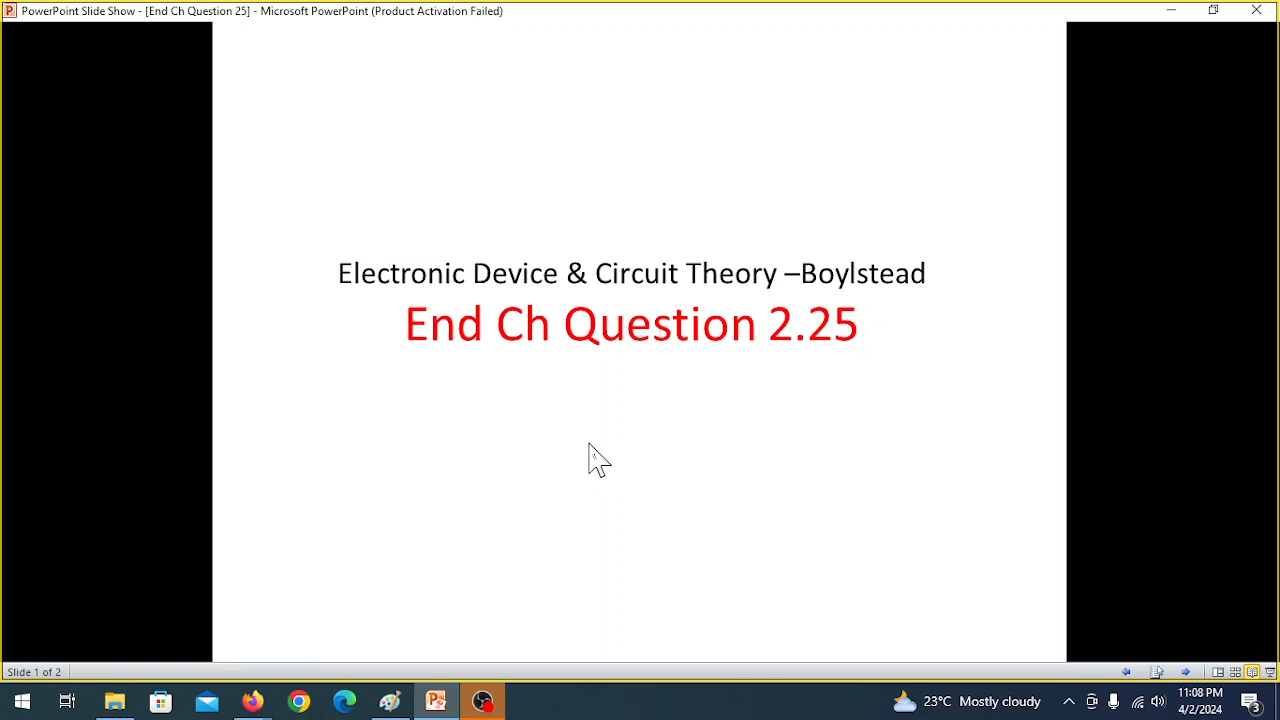 PowerPoint Slide Show - [End Ch Question 25] - Microsoft PowerPoint (Product Activation Failed)
Electronic Device & Circuit Theory –Boylstead
End Ch Question 2.25
Slide 1 of 2
23°C Mostly cloudy
11:08 PM
4/2/2024
3